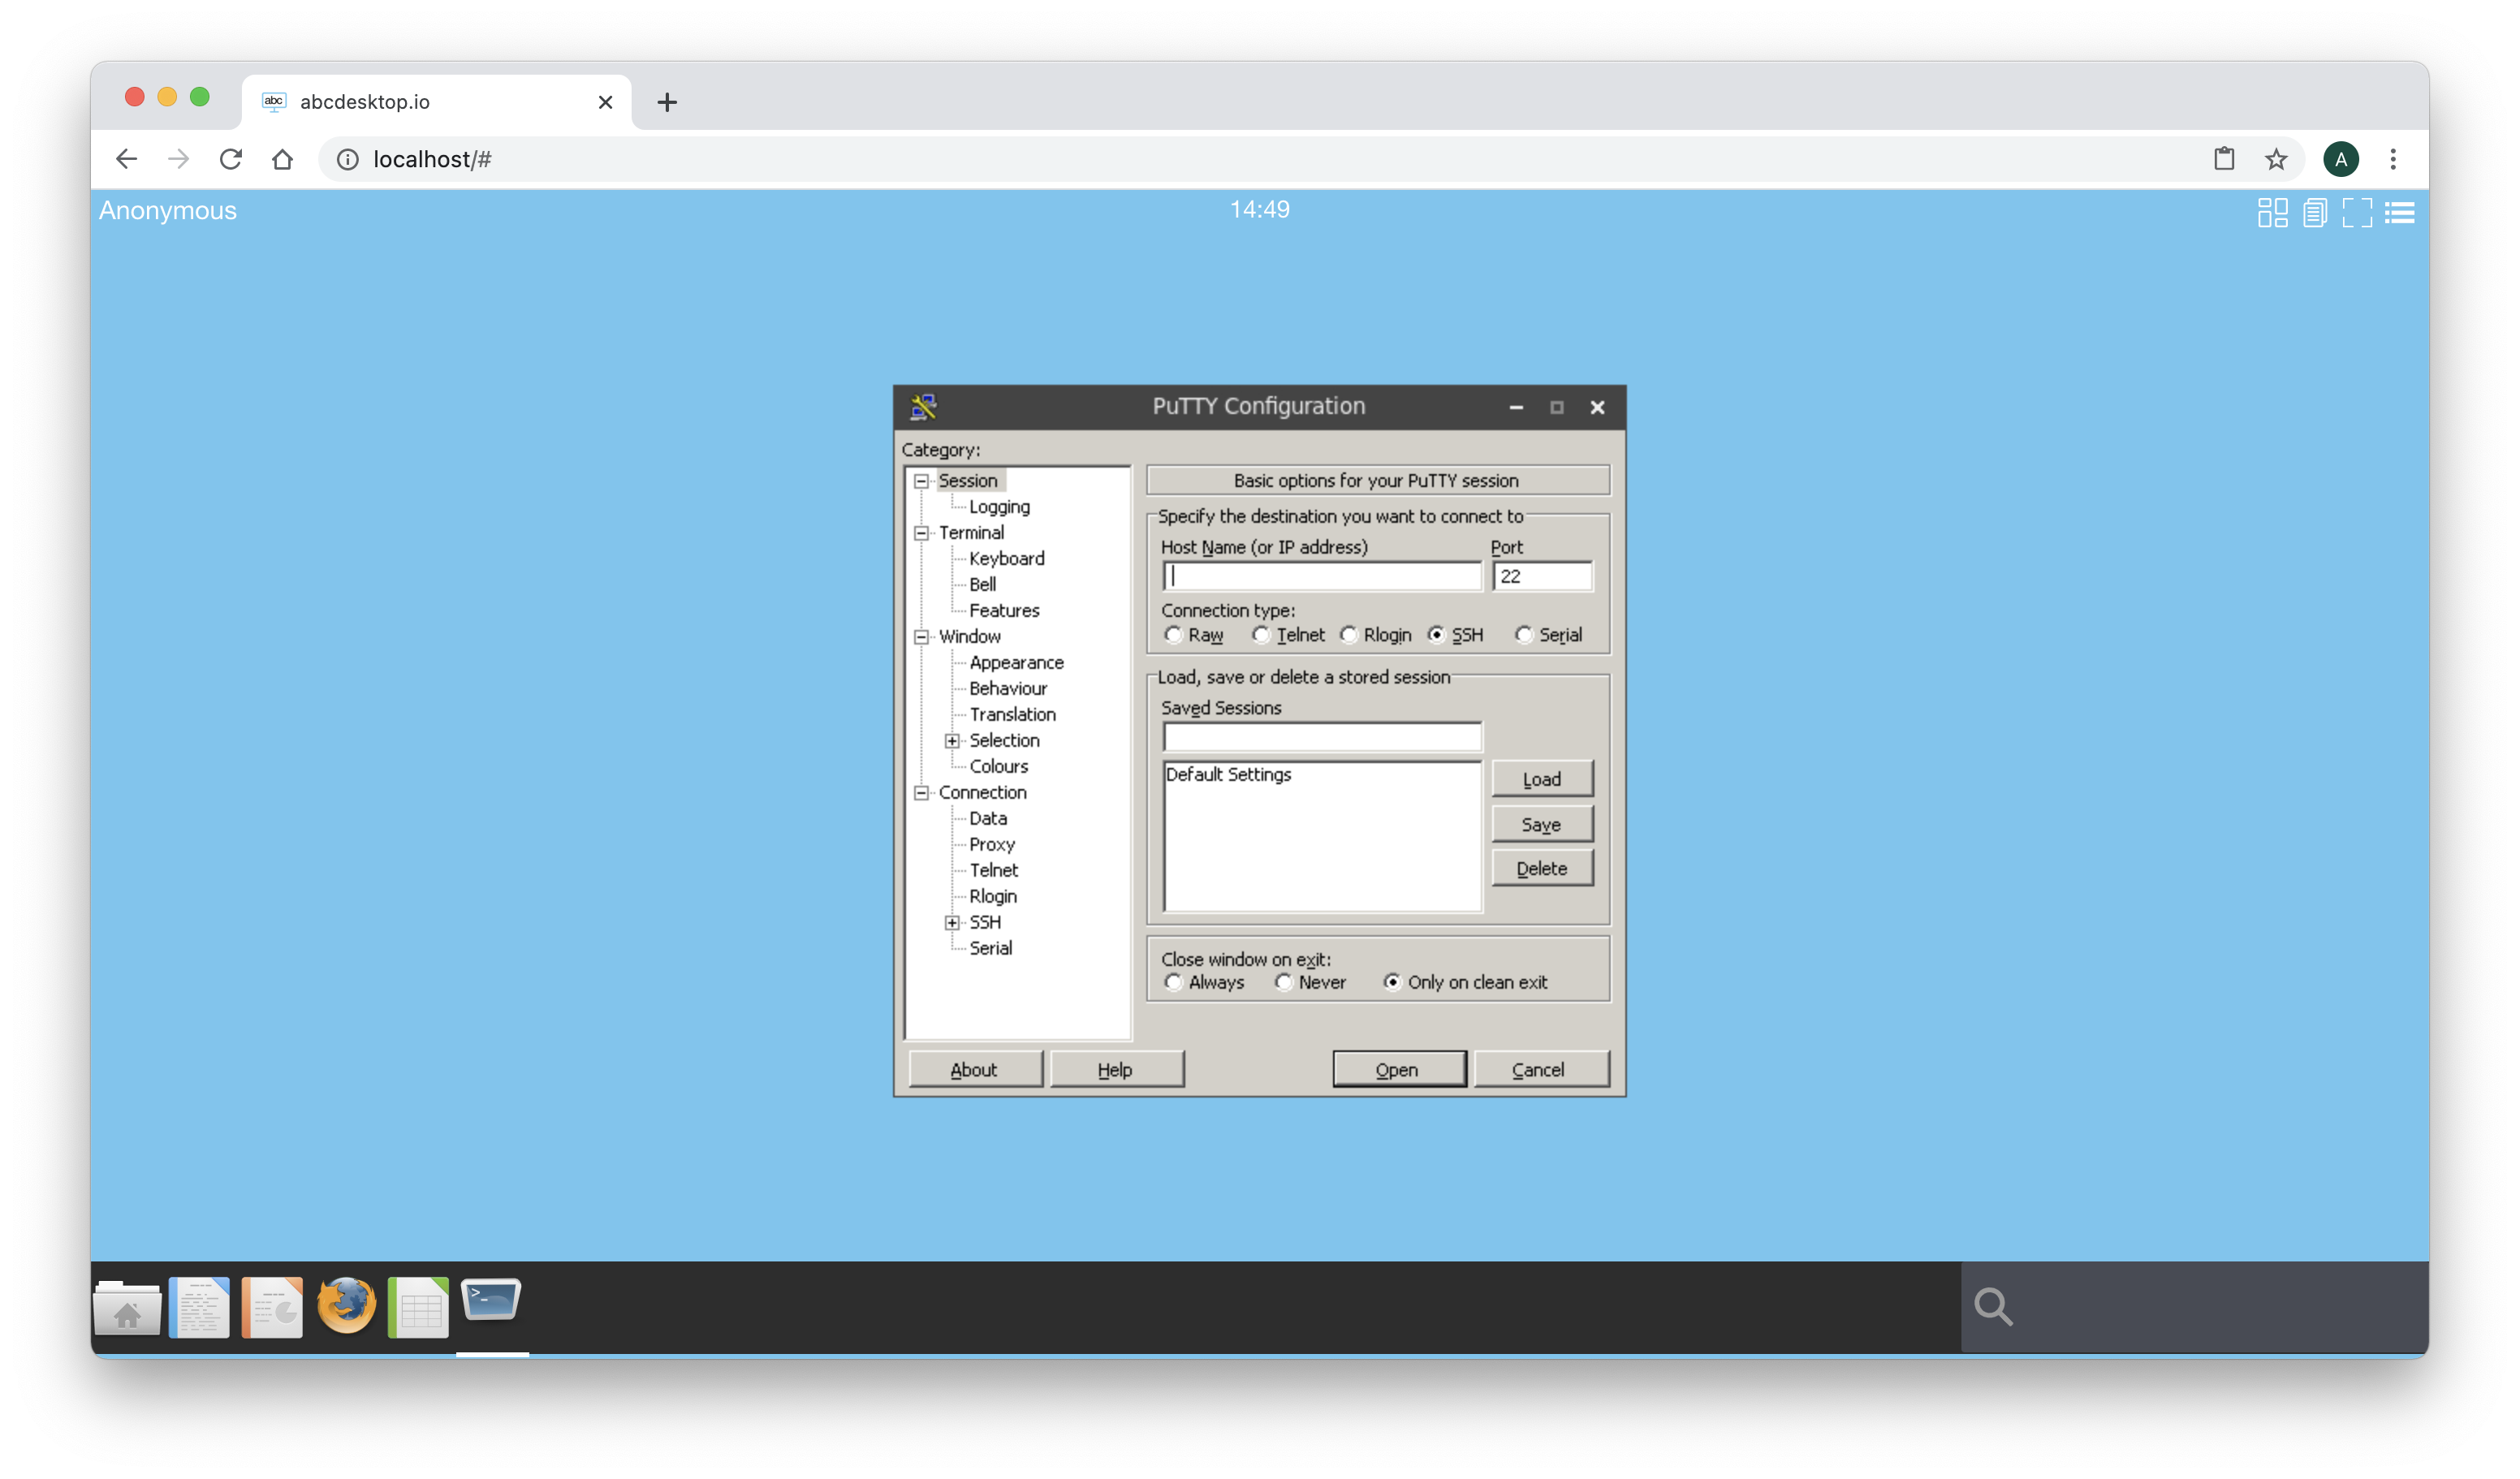 abc abcdesktop.io
localhost/#
A
Anonymous
14:49
PuTTY Configuration
Category:
Session
Logging
Terminal
Keyboard
Bell
Features
Window
Appearance
Behaviour
Translation
Selection
Colours
Connection
Data
Proxy
Telnet
Rlogin
SSH
Serial
Basic options for your PuTTY session
Specify the destination you want to connect to
Host Name (or IP address) Port
22
Connection type:
Raw Telnet Rlogin SSH Serial
Load, save or delete a stored session
Saved Sessions
Default Settings
Load
Save
Delete
Close window on exit:
Always Never Only on clean exit
About Help Open Cancel
>_